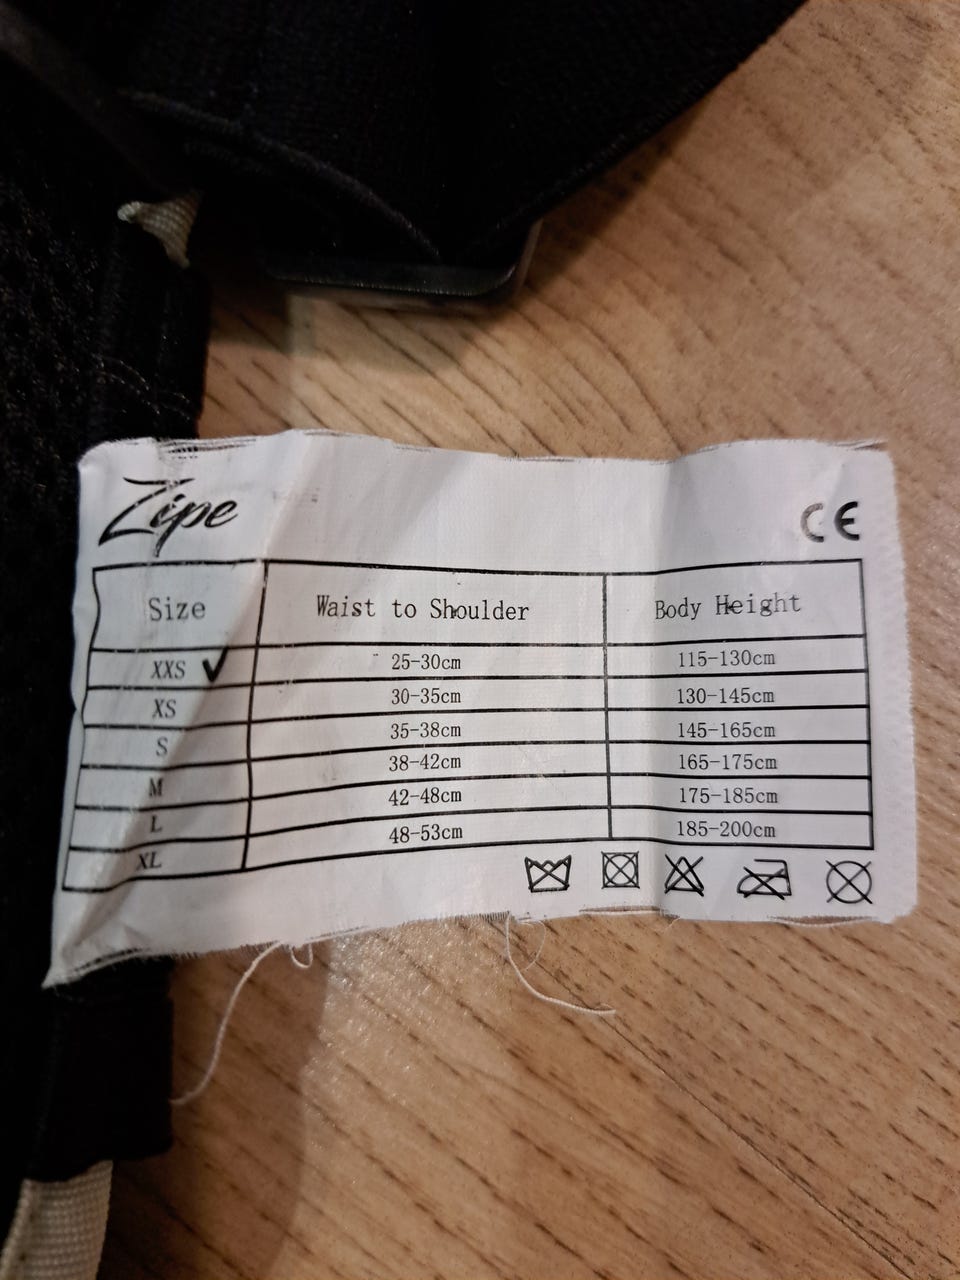 Zipe
CE
Size Waist to Shoulder Body Height
XXS ✓ 25-30cm 115-130cm
XS 30-35cm 130-145cm
S 35-38cm 145-165cm
M 38-42cm 165-175cm
L 42-48cm 175-185cm
XL 48-53cm 185-200cm